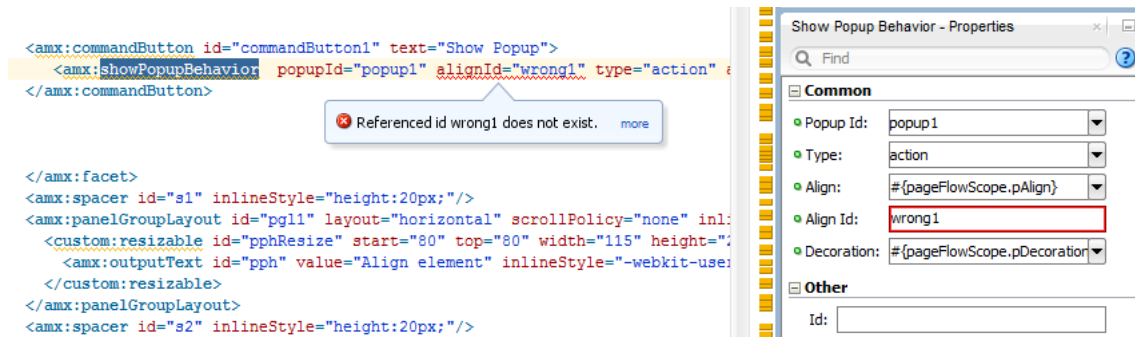 <amx:commandButton id="commandButton1" text="Show Popup">
<amx:showPopupBehavior popupId="popup1" alignId="wrong1" type="action" a
</amx:commandButton>
Referenced id wrong1 does not exist. more
</amx:facet>
<amx:spacer id="s1" inlineStyle="height:20px;"/>
<amx:panelGroupLayout id="pgl1" layout="horizontal" scrollPolicy="none" inl
<custom:resizable id="pphResize" start="80" top="80" width="115" height="2
<amx:outputText id="pph" value="Align element" inlineStyle="-webkit-user
</custom:resizable>
</amx:panelGroupLayout>
<amx:spacer id="s2" inlineStyle="height:20px;"/>
Show Popup Behavior - Properties
Find
Common
Popup Id: popup1
Type: action
Align: #{pageFlowScope.pAlign}
Align Id: wrong1
Decoration: #{pageFlowScope.pDecoration
Other
Id: